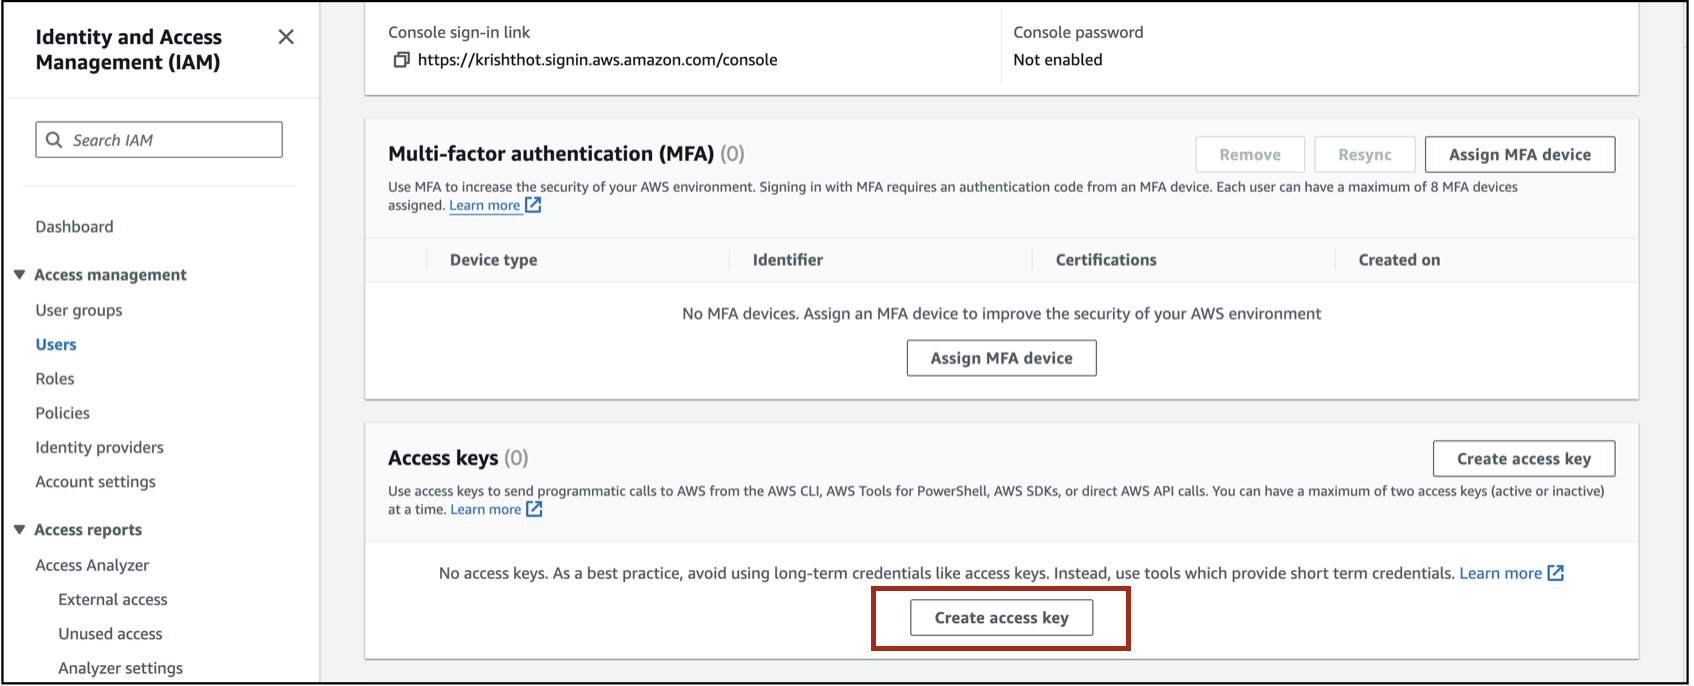 Identity and Access
Management (IAM)
Search IAM
Dashboard
Access management
User groups
Users
Roles
Policies
Identity providers
Account settings
Access reports
Access Analyzer
External access
Unused access
Analyzer settings
Console sign-in link
https://krishthot.signin.aws.amazon.com/console
Console password
Not enabled
Multi-factor authentication (MFA) (0)
Remove
Resync
Assign MFA device
Use MFA to increase the security of your AWS environment. Signing in with MFA requires an authentication code from an MFA device. Each user can have a maximum of 8 MFA devices
assigned. Learn more
Device type
Identifier
Certifications
Created on
No MFA devices. Assign an MFA device to improve the security of your AWS environment
Assign MFA device
Access keys (0)
Create access key
Use access keys to send programmatic calls to AWS from the AWS CLI, AWS Tools for PowerShell, AWS SDKs, or direct AWS API calls. You can have a maximum of two access keys (active or inactive)
at a time. Learn more
No access keys. As a best practice, avoid using long-term credentials like access keys. Instead, use tools which provide short term credentials. Learn more
Create access key